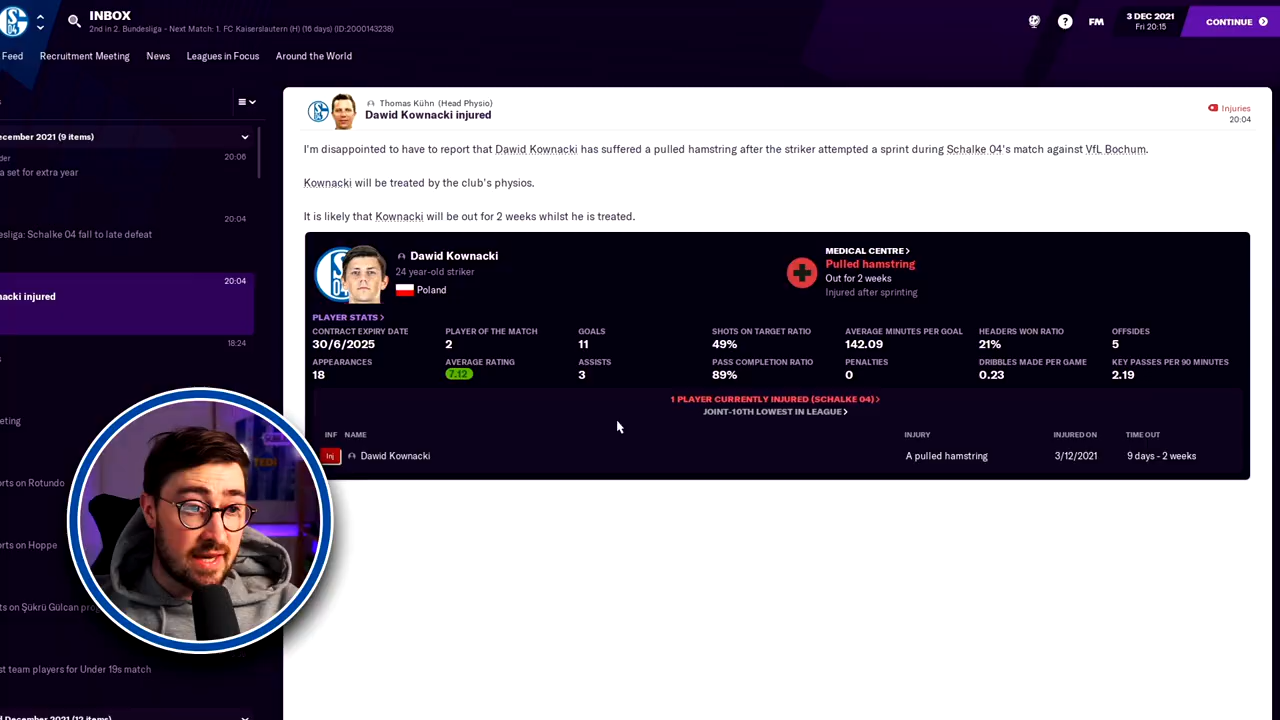 INBOX
2nd in 2. Bundesliga - Next Match: 1. FC Kaiserslautern (H) (16 days) (ID:2000143238)
FM
3 DEC 2021
Fri 20:15
CONTINUE
Feed
Recruitment Meeting
News
Leagues in Focus
Around the World
ecember 2021 (9 items)
der
20:06
a set for extra year
20:04
esliga: Schalke 04 fall to late defeat
20:04
nacki injured
18:24
eeting
orts on Rotundo
orts on Hoppe
ts on Şükrü Gülcan
st team players for Under 19s match
d December 2021 (12 items)
Thomas Kühn (Head Physio)
Dawid Kownacki injured
Injuries
20:04
I'm disappointed to have to report that Dawid Kownacki has suffered a pulled hamstring after the striker attempted a sprint during Schalke 04's match against VfL Bochum.
Kownacki will be treated by the club's physios.
It is likely that Kownacki will be out for 2 weeks whilst he is treated.
Dawid Kownacki
24 year-old striker
Poland
MEDICAL CENTRE >
Pulled hamstring
Out for 2 weeks
Injured after sprinting
PLAYER STATS >
CONTRACT EXPIRY DATE
30/6/2025
PLAYER OF THE MATCH
2
GOALS
11
SHOTS ON TARGET RATIO
49%
AVERAGE MINUTES PER GOAL
142.09
HEADERS WON RATIO
21%
OFFSIDES
5
APPEARANCES
18
AVERAGE RATING
7.12
ASSISTS
3
PASS COMPLETION RATIO
89%
PENALTIES
0
DRIBBLES MADE PER GAME
0.23
KEY PASSES PER 90 MINUTES
2.19
1 PLAYER CURRENTLY INJURED (SCHALKE 04) >
JOINT-10TH LOWEST IN LEAGUE >
INF NAME INJURY INJURED ON TIME OUT
Inj Dawid Kownacki A pulled hamstring 3/12/2021 9 days - 2 weeks